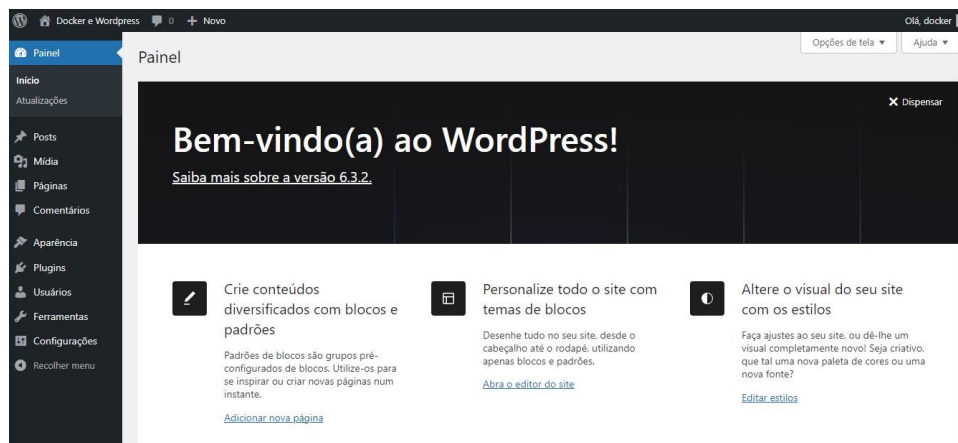 Docker e Wordpress 0 + Novo Olá, docker
Painel
Início
Atualizações
Posts
Mídia
Páginas
Comentários
Aparência
Plugins
Usuários
Ferramentas
Configurações
Recolher menu
Painel
Opções de tela ▼ Ajuda ▼
Dispensar
Bem-vindo(a) ao WordPress!
Saiba mais sobre a versão 6.3.2.
Crie conteúdos
diversificados com blocos e
padrões
Padrões de blocos são grupos pré-
configurados de blocos. Utilize-os para
se inspirar ou criar novas páginas num
instante.
Adicionar nova página
Personalize todo o site com
temas de blocos
Desenhe tudo no seu site, desde o
cabeçalho até o rodapé, utilizando
apenas blocos e padrões.
Abra o editor do site
Altere o visual do seu site
com os estilos
Faça ajustes ao seu site, ou dê-lhe um
visual completamente novo! Seja criativo,
que tal uma nova paleta de cores ou uma
nova fonte?
Editar estilos